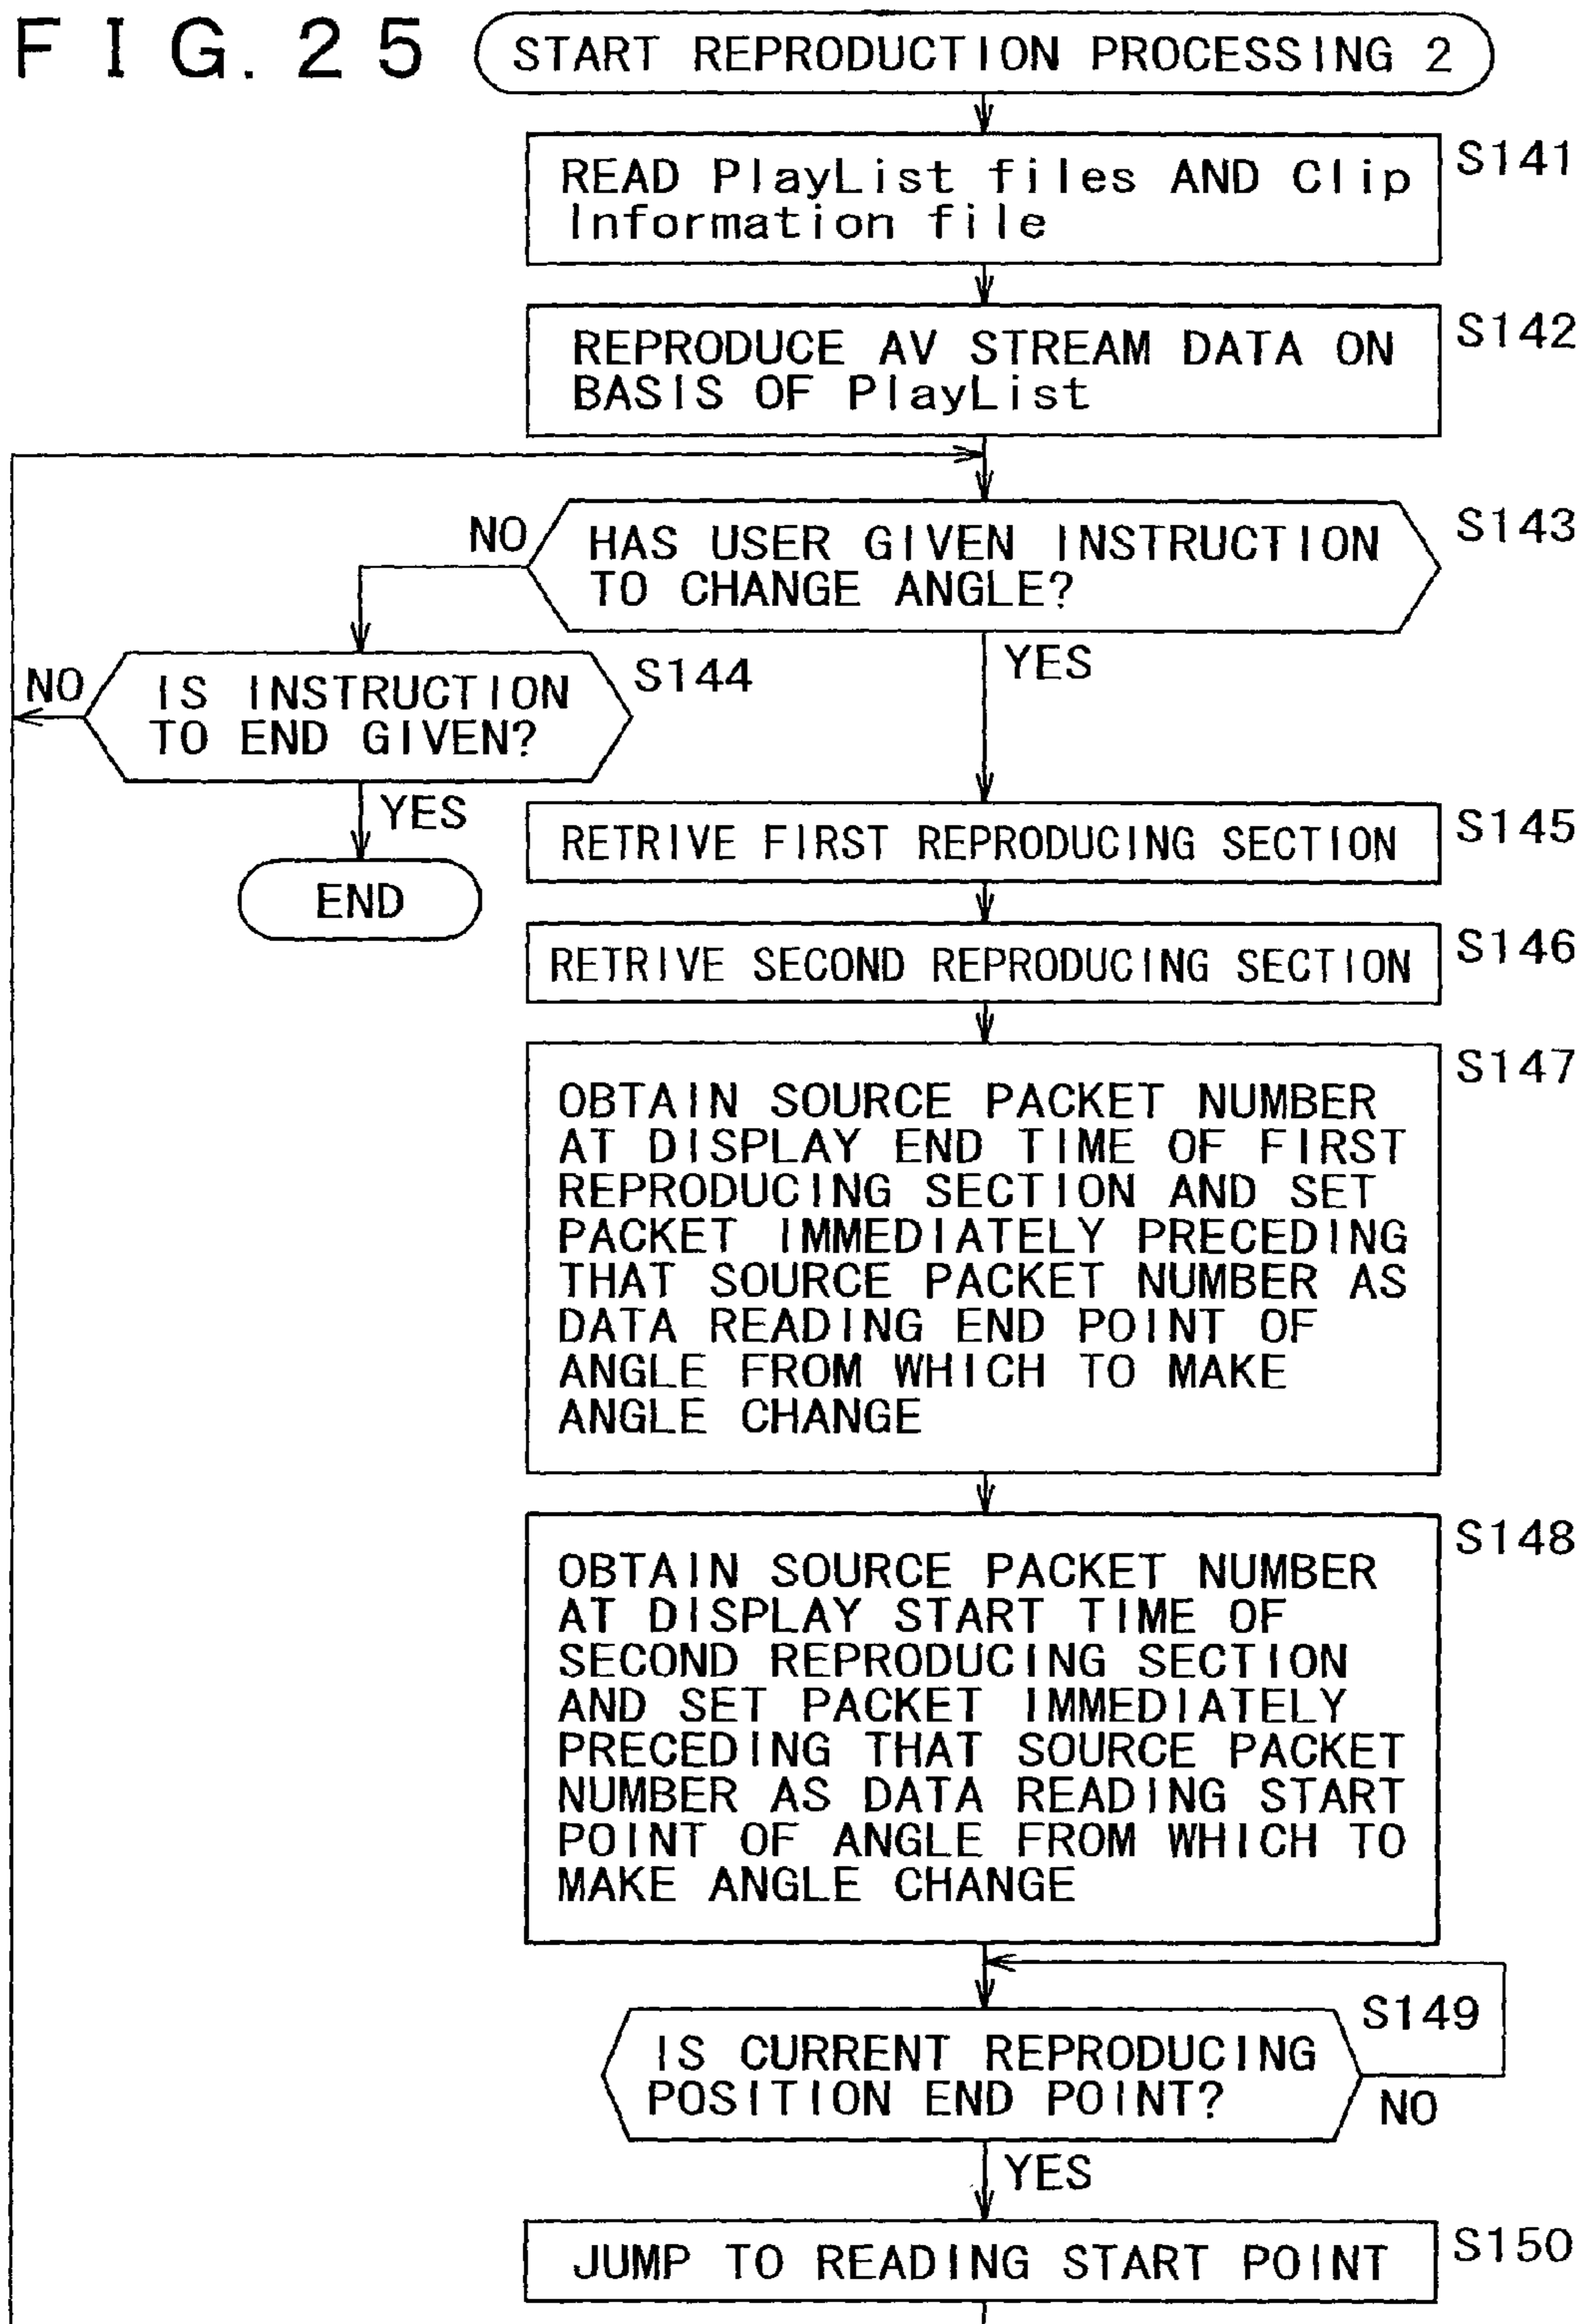 FIG. 25
START REPRODUCTION PROCESSING 2
S141
READ PlayList files AND Clip
Information file
S142
REPRODUCE AV STREAM DATA ON
BASIS OF PlayList
S143
HAS USER GIVEN INSTRUCTION
TO CHANGE ANGLE?
NO
YES
S144
IS INSTRUCTION
TO END GIVEN?
NO
YES
END
S145
RETRIVE FIRST REPRODUCING SECTION
S146
RETRIVE SECOND REPRODUCING SECTION
S147
OBTAIN SOURCE PACKET NUMBER
AT DISPLAY END TIME OF FIRST
REPRODUCING SECTION AND SET
PACKET IMMEDIATELY PRECEDING
THAT SOURCE PACKET NUMBER AS
DATA READING END POINT OF
ANGLE FROM WHICH TO MAKE
ANGLE CHANGE
S148
OBTAIN SOURCE PACKET NUMBER
AT DISPLAY START TIME OF
SECOND REPRODUCING SECTION
AND SET PACKET IMMEDIATELY
PRECEDING THAT SOURCE PACKET
NUMBER AS DATA READING START
POINT OF ANGLE FROM WHICH TO
MAKE ANGLE CHANGE
S149
IS CURRENT REPRODUCING
POSITION END POINT?
NO
YES
S150
JUMP TO READING START POINT